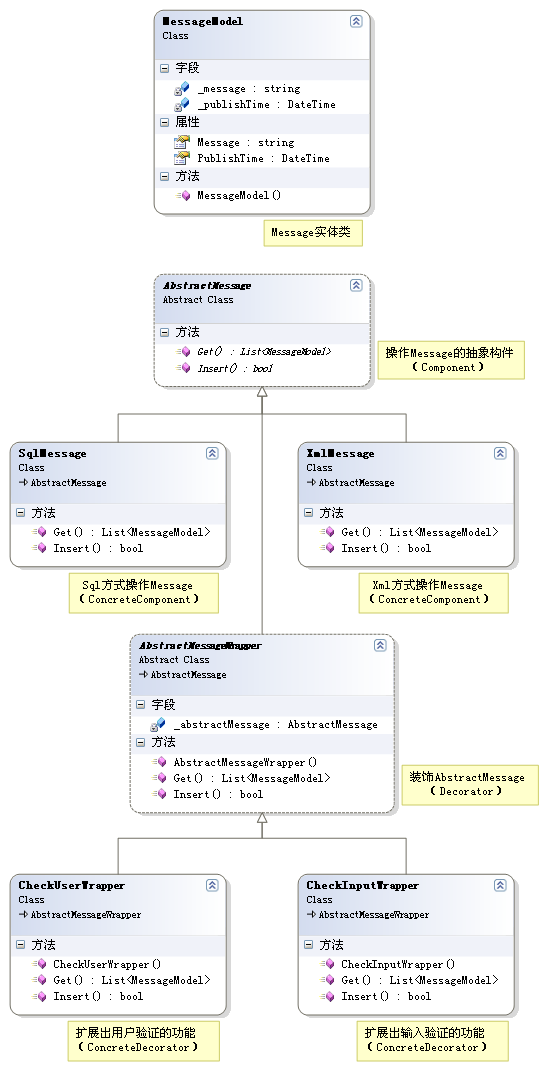 MessageModel
Class
字段
_message : string
_publishTime : DateTime
属性
Message : string
PublishTime : DateTime
方法
MessageModel()
Message实体类
AbstractMessage
Abstract Class
方法
Get() : List<MessageModel>
Insert() : bool
操作Message的抽象构件
（Component）
SqlMessage
Class
AbstractMessage
方法
Get() : List<MessageModel>
Insert() : bool
Sql方式操作Message
（ConcreteComponent）
XmlMessage
Class
AbstractMessage
方法
Get() : List<MessageModel>
Insert() : bool
Xml方式操作Message
（ConcreteComponent）
AbstractMessageWrapper
Abstract Class
AbstractMessage
字段
_abstractMessage : AbstractMessage
方法
AbstractMessageWrapper()
Get() : List<MessageModel>
Insert() : bool
装饰AbstractMessage
（Decorator）
CheckUserWrapper
Class
AbstractMessageWrapper
方法
CheckUserWrapper()
Get() : List<MessageModel>
Insert() : bool
扩展出用户验证的功能
（ConcreteDecorator）
CheckInputWrapper
Class
AbstractMessageWrapper
方法
CheckInputWrapper()
Get() : List<MessageModel>
Insert() : bool
扩展出输入验证的功能
（ConcreteDecorator）